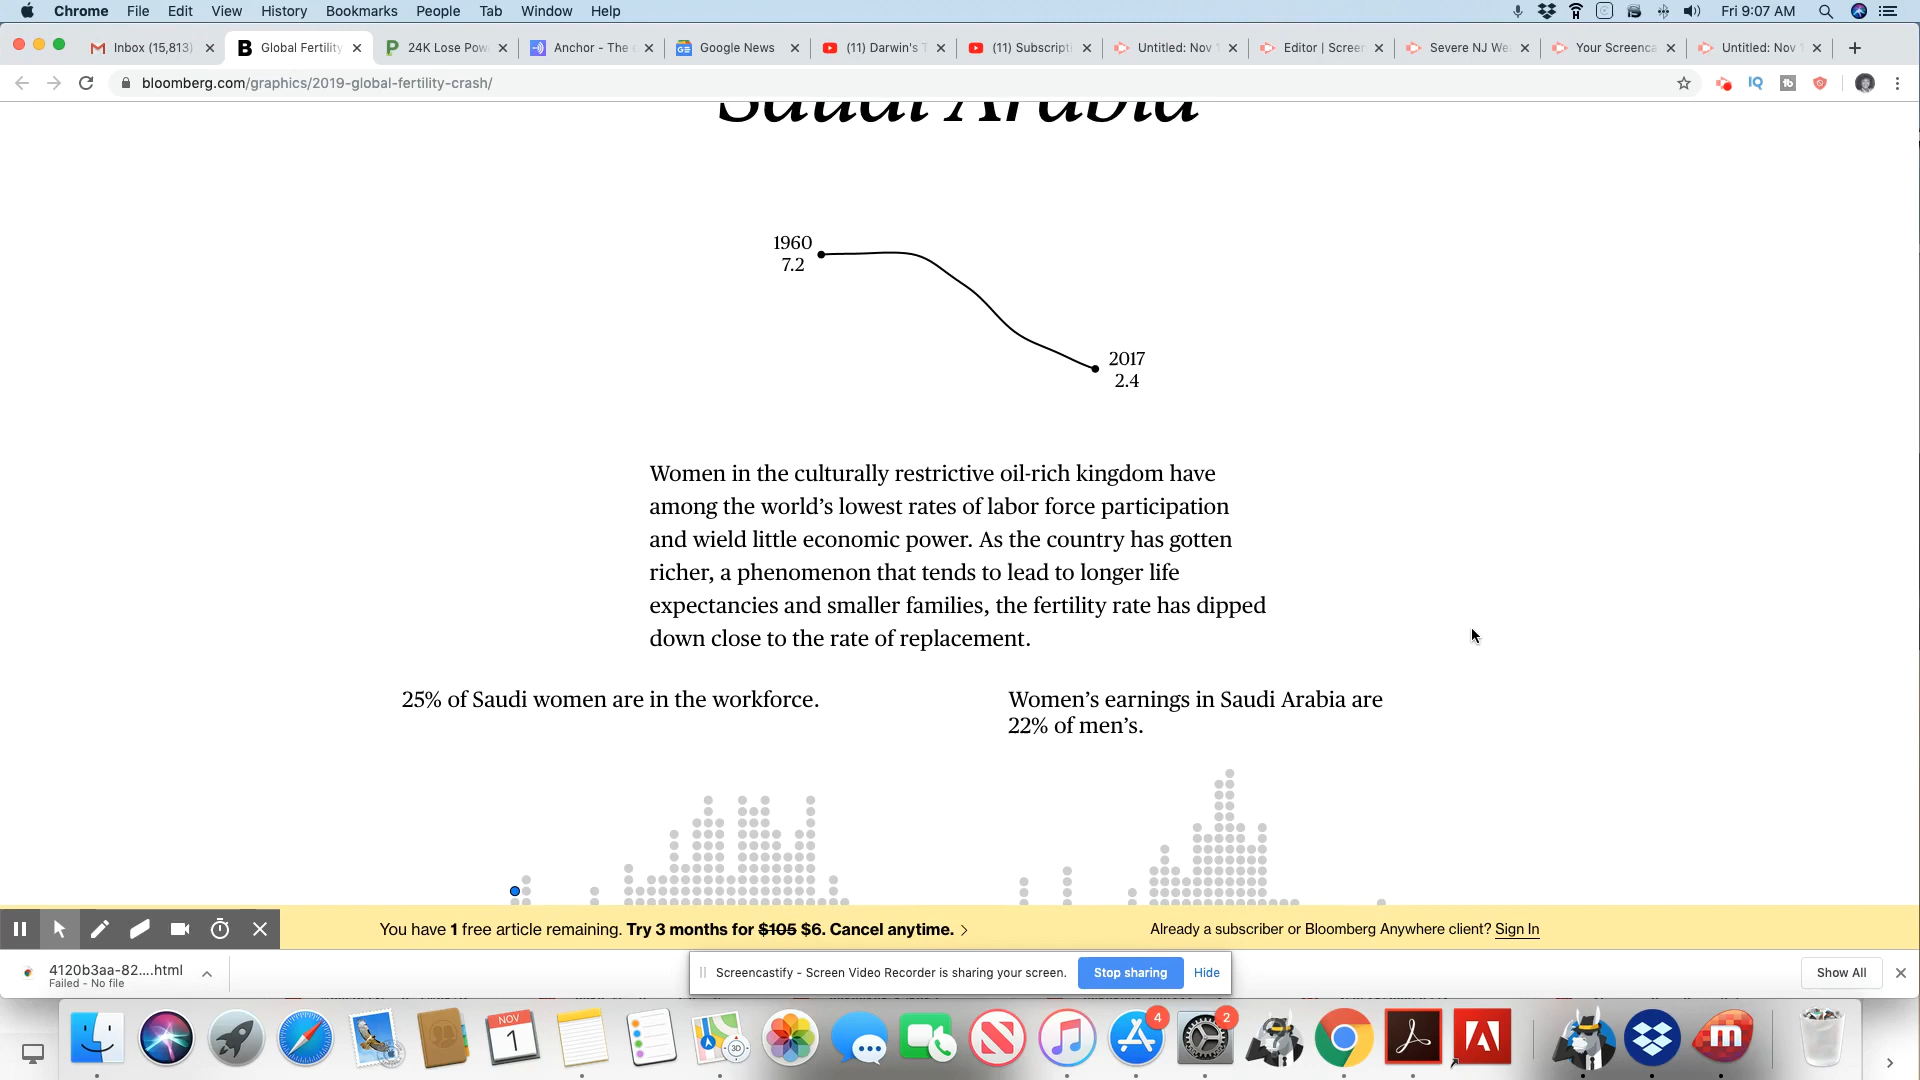 Chrome File Edit View History Bookmarks People Tab Window Help Fri 9:07 AM
Inbox (15,813) Global Fertility 24K Lose Pow Anchor - The Google News (11) Darwin's (11) Subscripti Untitled: Nov Editor | Screen Severe NJ We Your Screenca Untitled: Nov
bloomberg.com/graphics/2019-global-fertility-crash/ IQ
Saudi Arabia
1960
7.2
2017
2.4
Women in the culturally restrictive oil-rich kingdom have
among the world's lowest rates of labor force participation
and wield little economic power. As the country has gotten
richer, a phenomenon that tends to lead to longer life
expectancies and smaller families, the fertility rate has dipped
down close to the rate of replacement.
25% of Saudi women are in the workforce.
Women's earnings in Saudi Arabia are
22% of men's.
You have 1 free article remaining. Try 3 months for $105 $6. Cancel anytime.
Already a subscriber or Bloomberg Anywhere client? Sign In
4120b3aa-82....html
Failed - No file
Screencastify - Screen Video Recorder is sharing your screen. Stop sharing Hide
Show All
NOV
1
3D
4
2